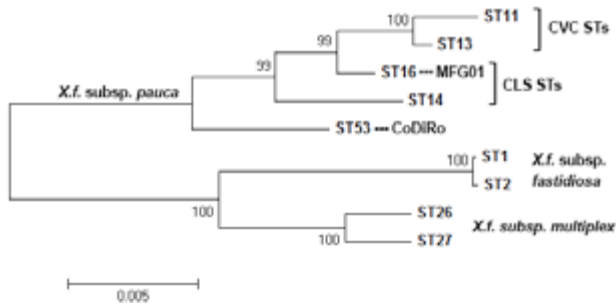 100 ST11
CVC STs
99 ST13
99 ST16 --- MFG01
CLS STs
X.f. subsp. pauca
ST14
ST53 --- CoDiRo
100 ST1 X.f. subsp.
ST2 fastidiosa
100 ST26
X.f. subsp. multiplex
100 ST27
0.005